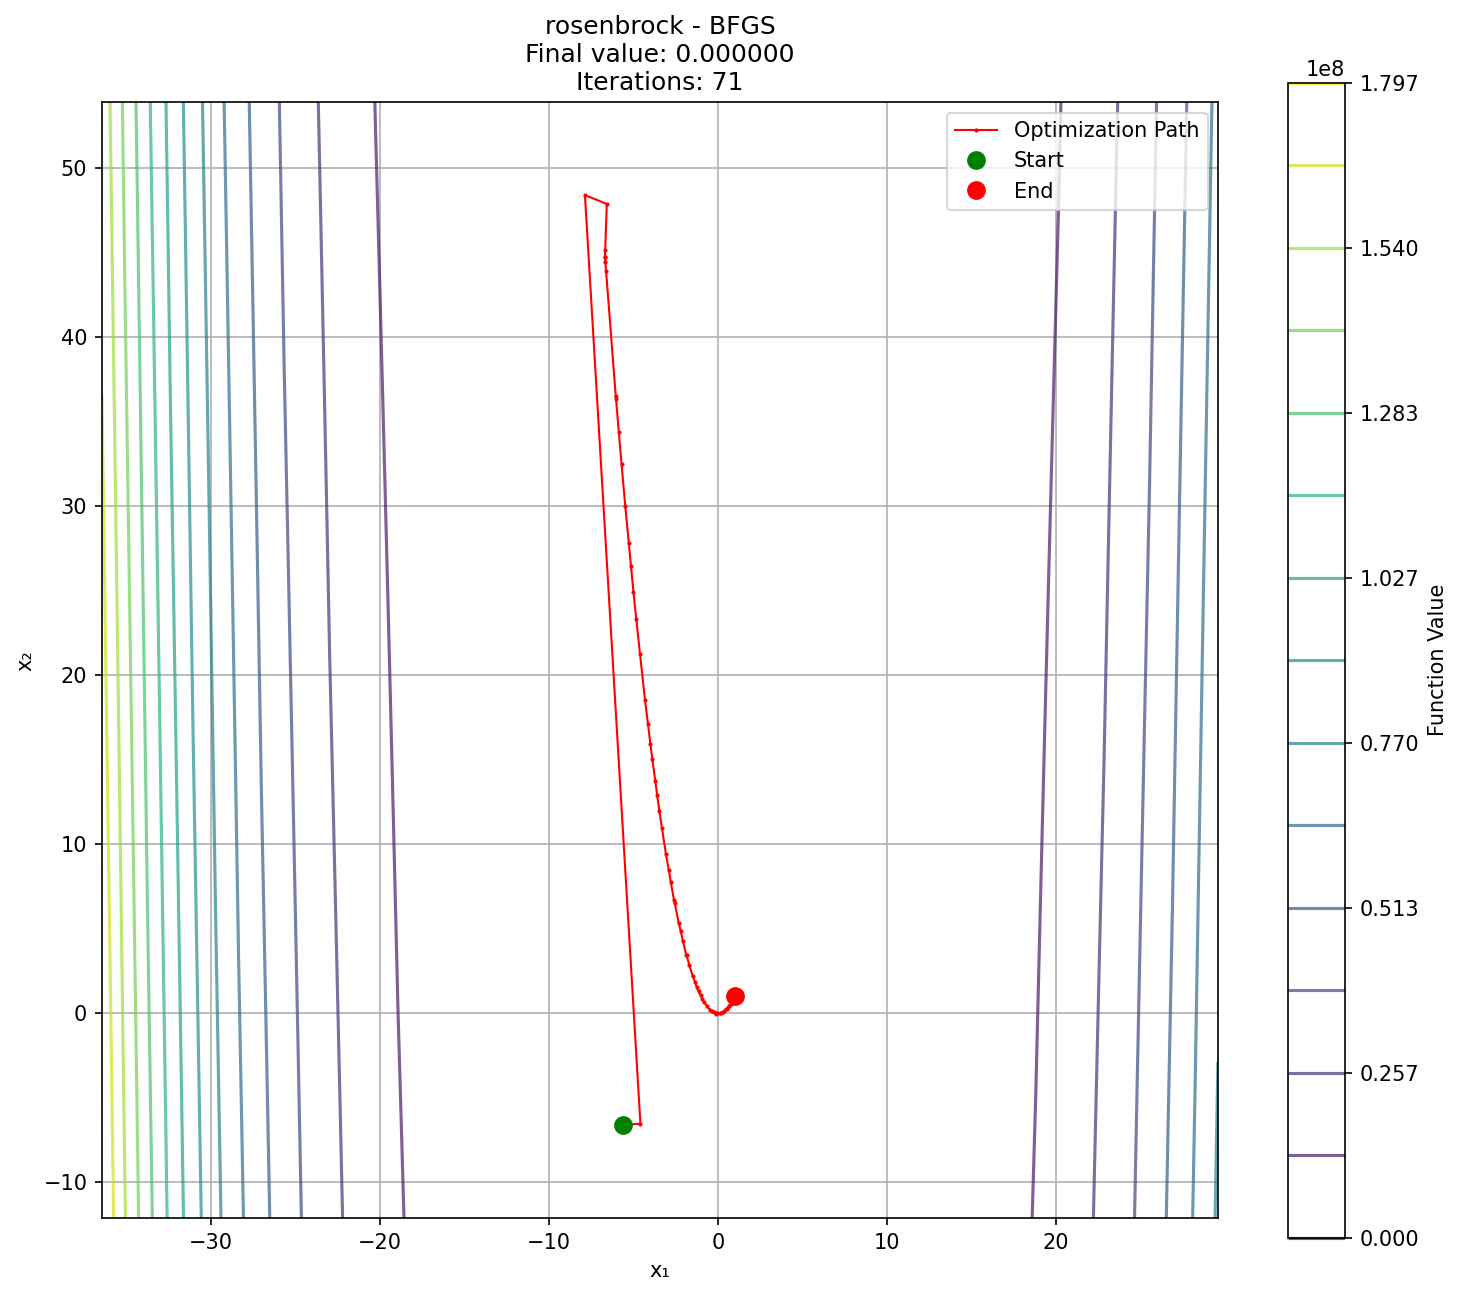 rosenbrock - BFGS
Final value: 0.000000
Iterations: 71
1e8
Optimization Path
Start
End
50
40
30
20
10
0
−10
x₂
−30
−20
−10
0
10
20
x₁
1.797
1.540
1.283
1.027
0.770
0.513
0.257
0.000
Function Value